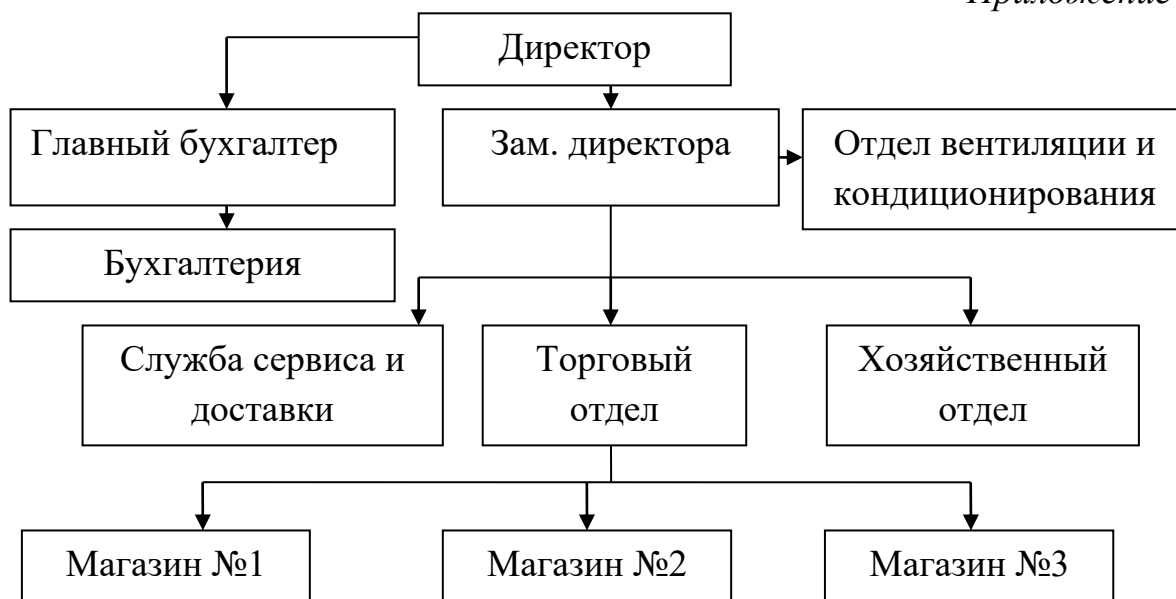 Приложение
Директор
Главный бухгалтер
Зам. директора
Отдел вентиляции и
кондиционирования
Бухгалтерия
Служба сервиса и
доставки
Торговый
отдел
Хозяйственный
отдел
Магазин №1
Магазин №2
Магазин №3